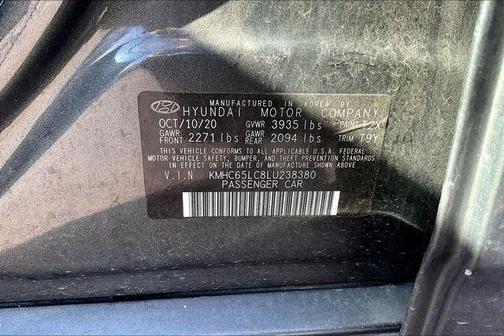 MANUFACTURED IN KOREA BY
HYUNDAI MOTOR COMPANY
OCT/10/20 GVWR 3935 lbs PAINT T2X
GAWR FRONT 2271 lbs GAWR REAR 2094 lbs TRIM T9Y
THIS VEHICLE CONFORMS TO ALL APPLICABLE U.S.A. FEDERAL
MOTOR VEHICLE SAFETY, BUMPER, AND THEFT PREVENTION
STANDARDS IN EFFECT ON THE DATE OF MANUFACTURE SHOWN ABOVE.
V.I.N KMHC65LC8LU238380
PASSENGER CAR